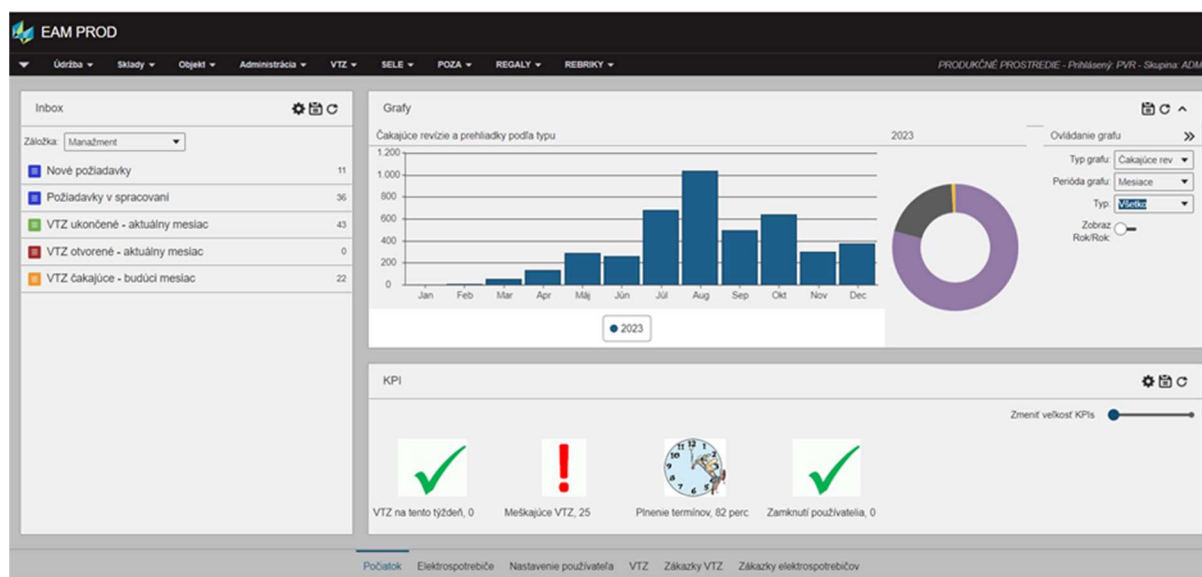 EAM PROD
Údržba Sklady Objekt Administrácia VTZ SELE POZA REGALY REBRIKY PRODUKČNÉ PROSTREDIE - Prihlásený: PVR - Skupina: ADM
Inbox
Záložka: Manažment
Nové požiadavky 11
Požiadavky v spracovaní 36
VTZ ukončené - aktuálny mesiac 43
VTZ otvorené - aktuálny mesiac 0
VTZ čakajúce - budúci mesiac 22
Grafy
Čakajúce revízie a prehliadky podľa typu
1.200
1.000
800
600
400
200
0
Jan Feb Mar Apr Máj Jún Júl Aug Sep Okt Nov Dec
2023
2023
Ovládanie grafu
Typ grafu: Čakajúce rev
Perióda grafu: Mesiace
Typ: Všetko
Zobraz
Rok/Rok:
KPI
Zmeniť veľkosť KPIs
VTZ na tento týždeň, 0
Meškajúce VTZ, 25
Plnenie termínov, 82 perc
Zamknutí používatelia, 0
Počiatok Elektrospotrebiče Nastavenie používateľa VTZ Zákazky VTZ Zákazky elektrospotrebičov